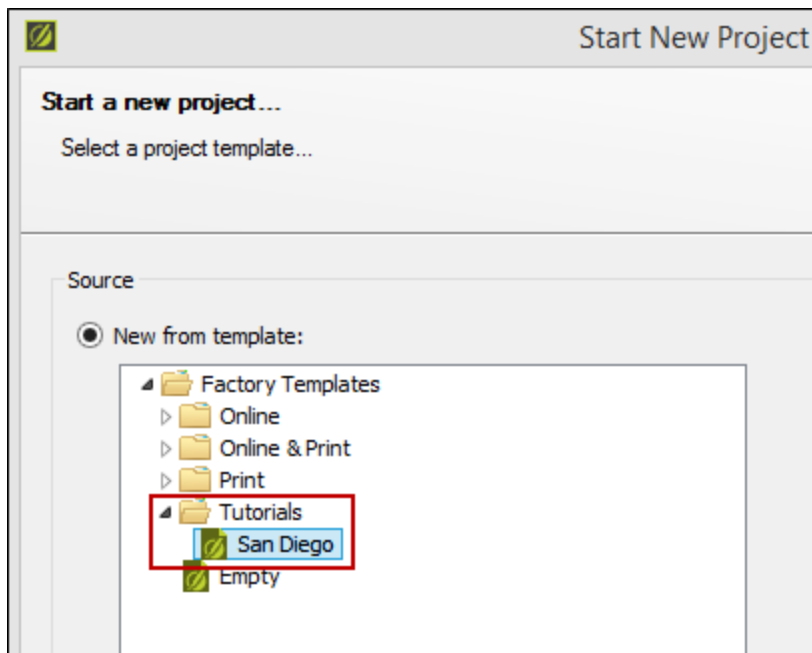 Start New Project
Start a new project...
Select a project template...
Source
New from template:
Factory Templates
Online
Online & Print
Print
Tutorials
San Diego
Empty